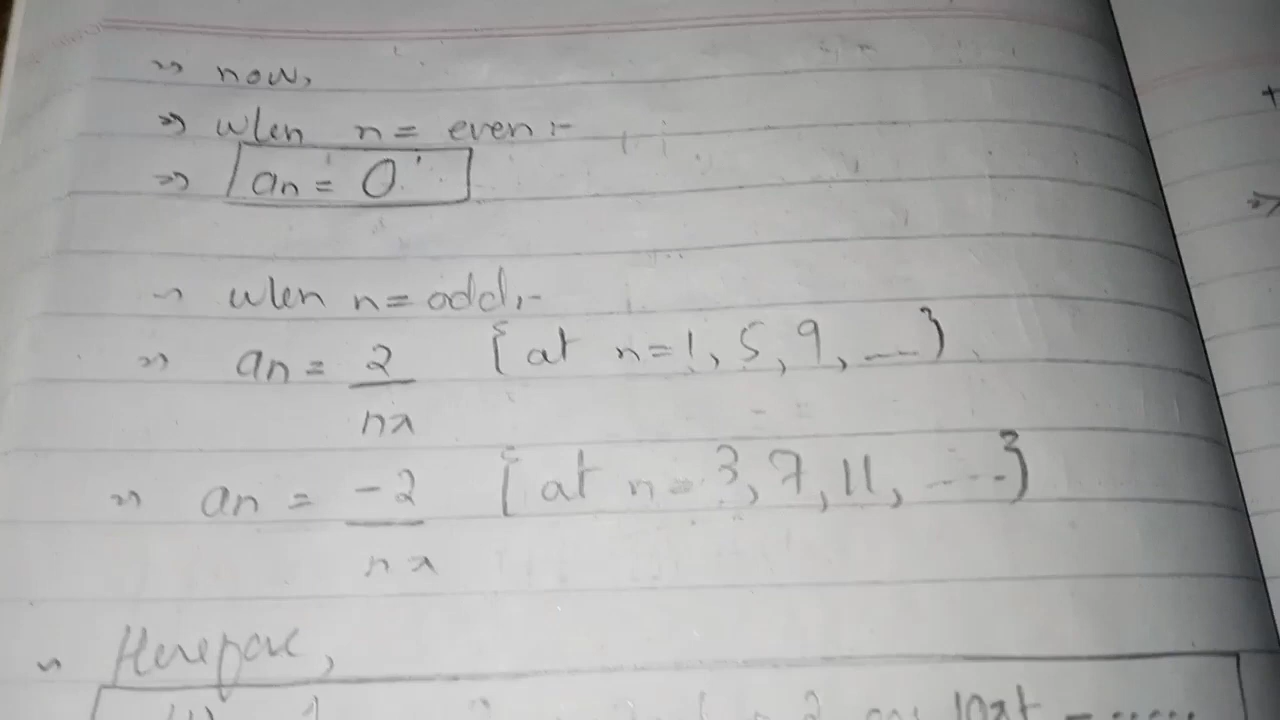 ⇒ now,
⇒ when n = even :-
⇒ an = 0
⇒ when n = odd,-
⇒ an = 2/nπ {at n=1, 5, 9, ---}
⇒ an = -2/nπ {at n=3, 7, 11, ----}
⇒ Herefore,